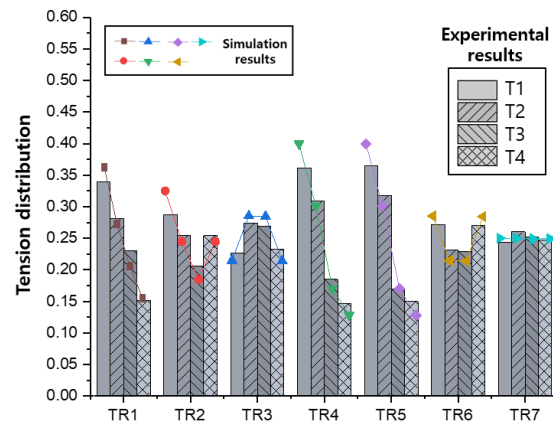 0.60
0.55
0.50
0.45
0.40
0.35
0.30
0.25
0.20
0.15
0.10
0.05
0.00
Tension distribution
Simulation
results
Experimental
results
T1
T2
T3
T4
TR1 TR2 TR3 TR4 TR5 TR6 TR7